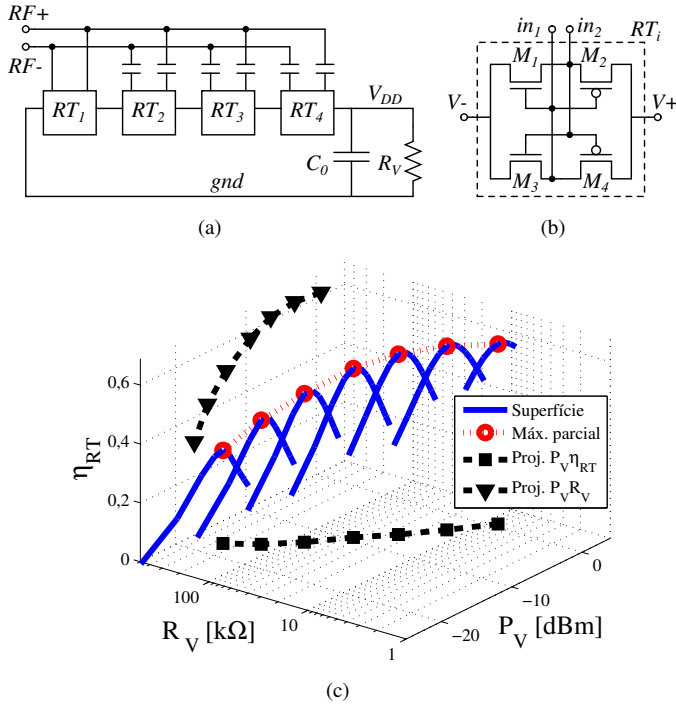 RF+
RF-
RT1
RT2
RT3
RT4
VDD
C0
RV
gnd
(a)
in1 in2
RTi
M1 M2
V- V+
M3 M4
(b)
ηRT
0,6
0,4
0,2
0
Superfície
Máx. parcial
Proj. PVηRT
Proj. PVRV
100
10
1
RV [kΩ]
−20
−10
0
PV [dBm]
(c)